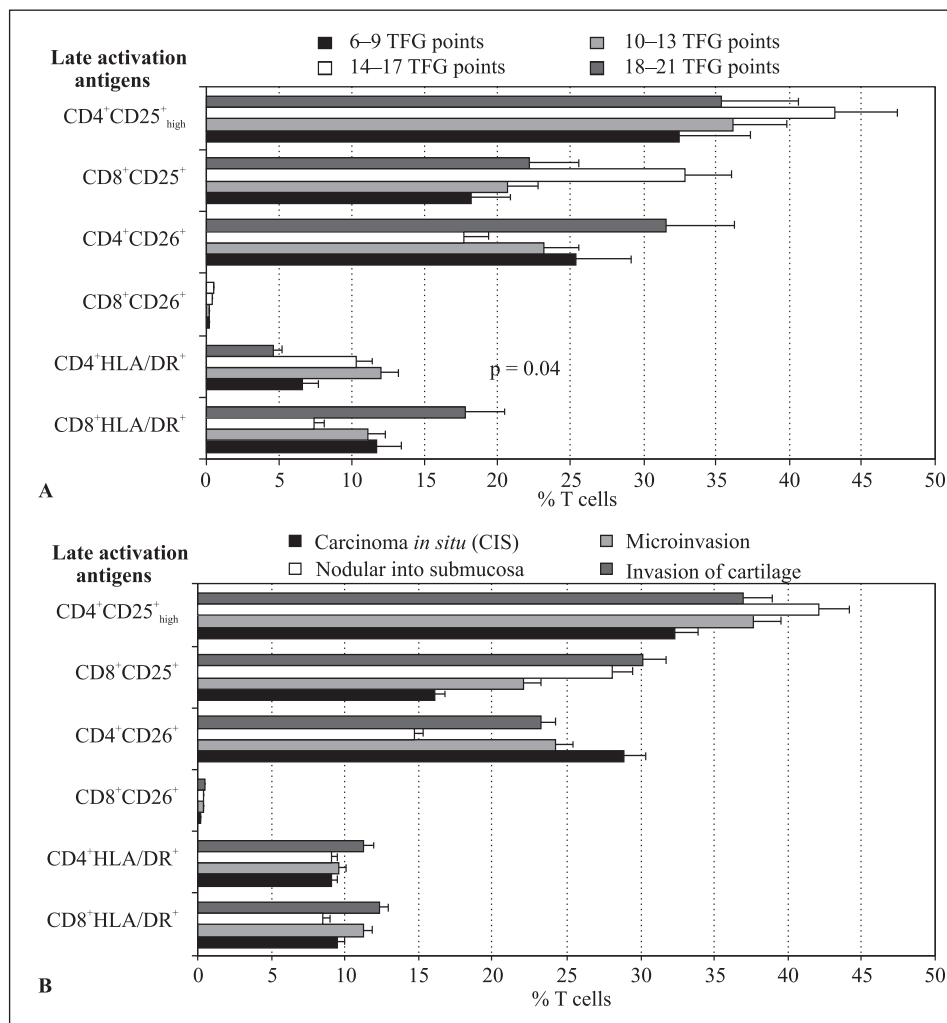 6–9 TFG points
10–13 TFG points
14–17 TFG points
18–21 TFG points
Late activation
antigens
CD4⁺CD25⁺high
CD8⁺CD25⁺
CD4⁺CD26⁺
CD8⁺CD26⁺
CD4⁺HLA/DR⁺
p = 0.04
CD8⁺HLA/DR⁺
0 5 10 15 20 25 30 35 40 45 50
% T cells
A
Carcinoma in situ (CIS)
Microinvasion
Nodular into submucosa
Invasion of cartilage
Late activation
antigens
CD4⁺CD25⁺high
CD8⁺CD25⁺
CD4⁺CD26⁺
CD8⁺CD26⁺
CD4⁺HLA/DR⁺
CD8⁺HLA/DR⁺
0 5 10 15 20 25 30 35 40 45 50
% T cells
B